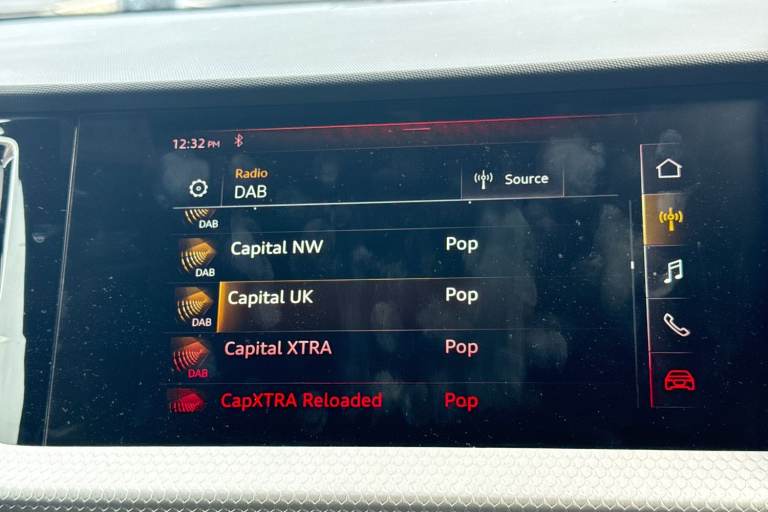 12:32 PM
Radio
DAB
Source
DAB
Capital NW Pop
DAB
Capital UK Pop
DAB
Capital XTRA Pop
DAB
CapXTRA Reloaded Pop